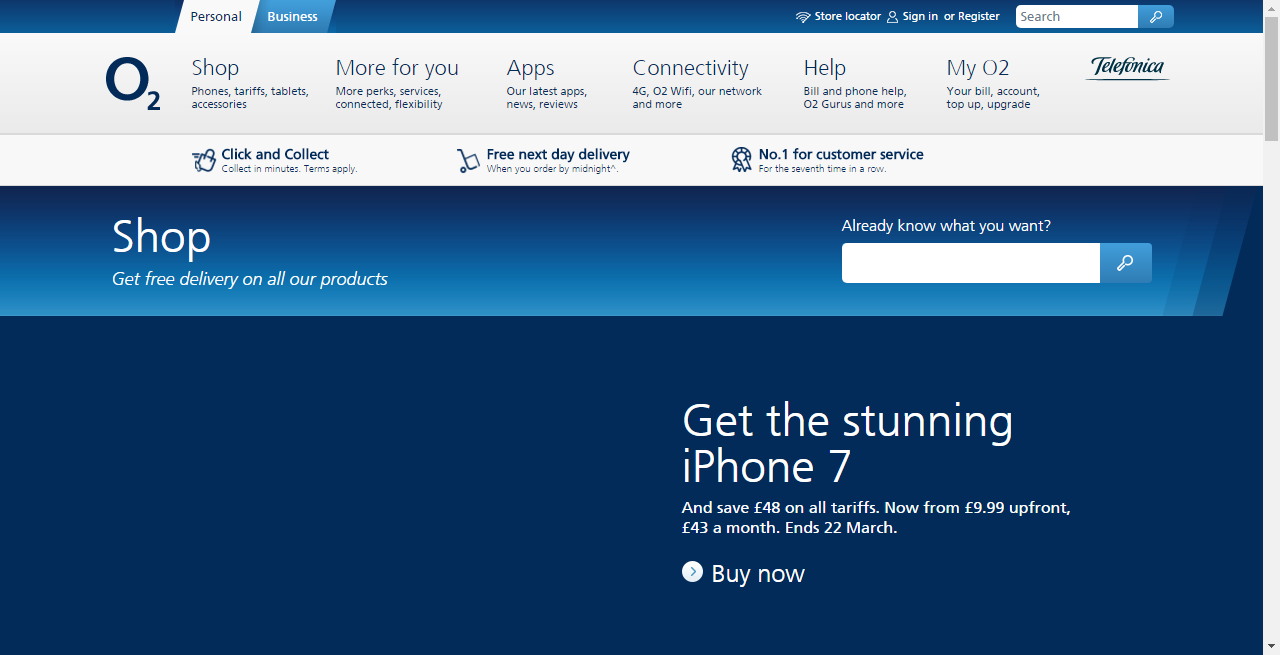 Personal
Business
Store locator
Sign in or Register
Search
O2
Shop
Phones, tariffs, tablets,
accessories
More for you
More perks, services,
connected, flexibility
Apps
Our latest apps,
news, reviews
Connectivity
4G, O2 Wifi, our network
and more
Help
Bill and phone help,
O2 Gurus and more
My O2
Your bill, account,
top up, upgrade
Telefónica
Click and Collect
Collect in minutes. Terms apply.
Free next day delivery
When you order by midnight^.
No.1 for customer service
For the seventh time in a row.
Shop
Get free delivery on all our products
Already know what you want?
Get the stunning
iPhone 7
And save £48 on all tariffs. Now from £9.99 upfront,
£43 a month. Ends 22 March.
Buy now